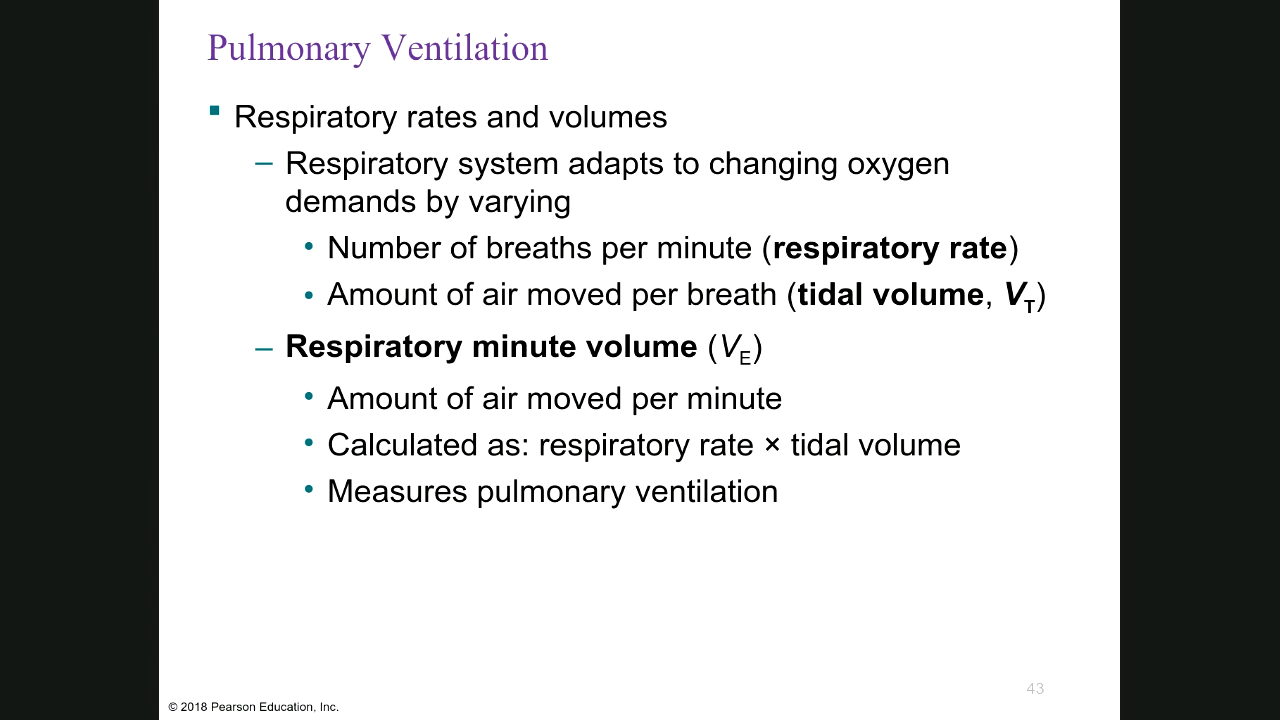 Pulmonary Ventilation
▪ Respiratory rates and volumes
– Respiratory system adapts to changing oxygen
demands by varying
• Number of breaths per minute (respiratory rate)
• Amount of air moved per breath (tidal volume, VT)
– Respiratory minute volume (VE)
• Amount of air moved per minute
• Calculated as: respiratory rate × tidal volume
• Measures pulmonary ventilation
43
© 2018 Pearson Education, Inc.